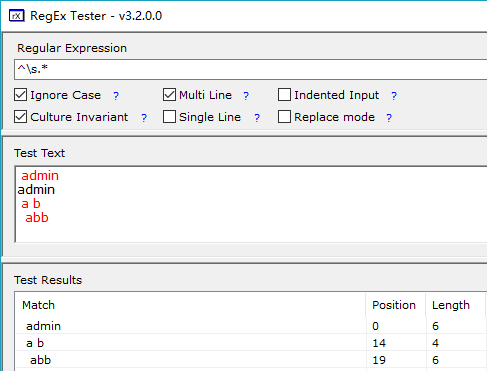 rX RegEx Tester - v3.2.0.0
Regular Expression
^\s.*
Ignore Case ? Multi Line ? Indented Input ?
Culture Invariant ? Single Line ? Replace mode ?
Test Text
admin
admin
a b
abb
Test Results
Match Position Length
admin 0 6
a b 14 4
abb 19 6